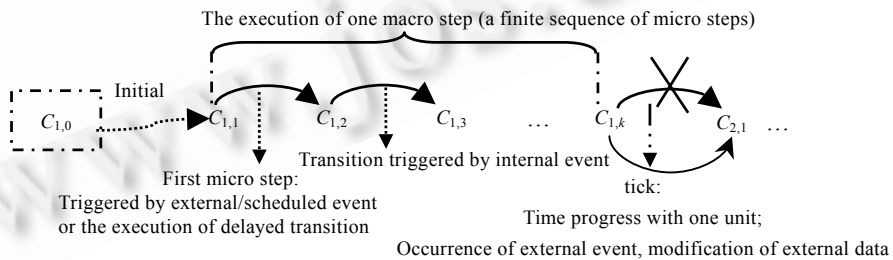 The execution of one macro step (a finite sequence of micro steps)
Initial
C1,0
C1,1
C1,2
C1,3
…
C1,k
C2,1
…
Transition triggered by internal event
First micro step:
Triggered by external/scheduled event
or the execution of delayed transition
tick:
Time progress with one unit;
Occurrence of external event, modification of external data